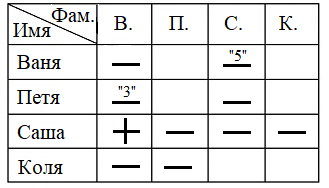 Фам.
Имя В. П. С. К.
Ваня — "5" —
Петя "3" — —
Саша + — — —
Коля — —